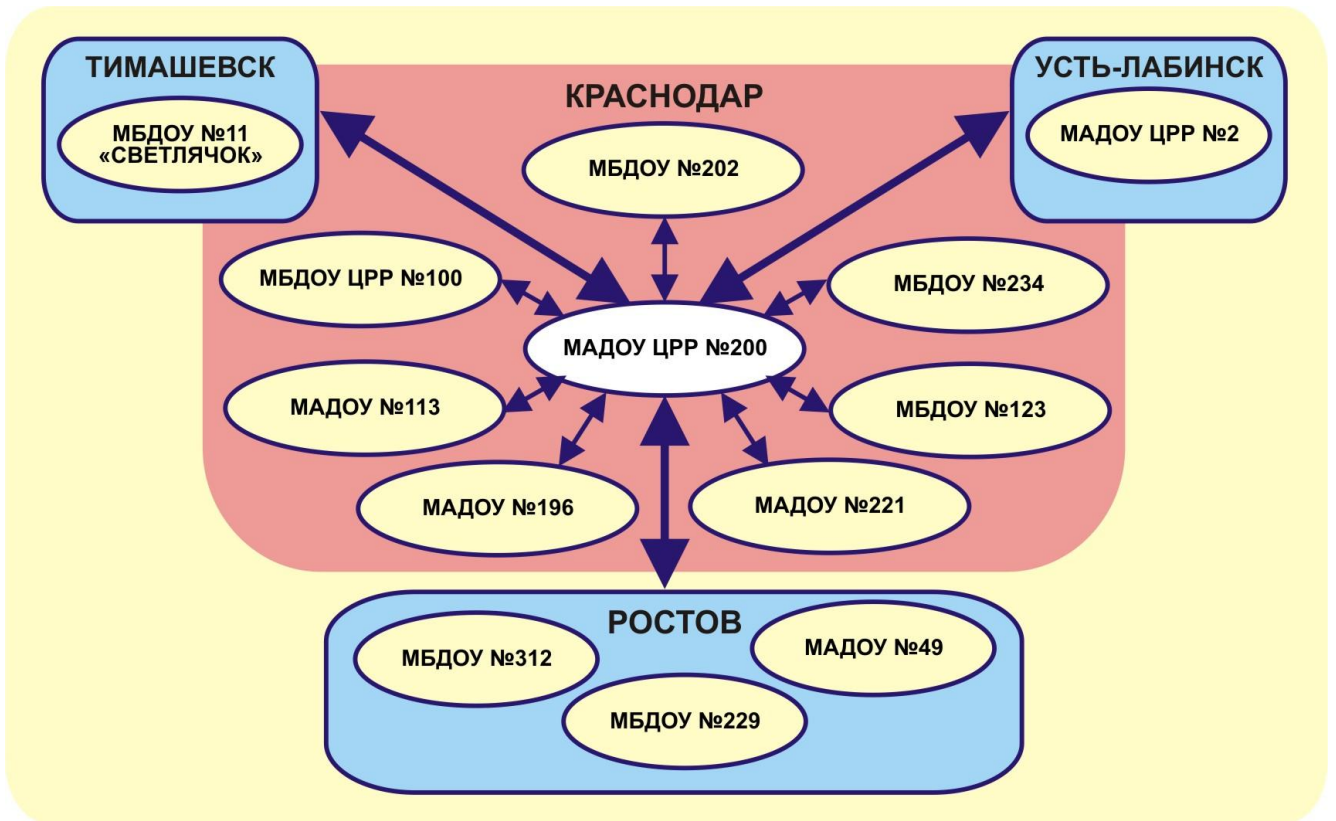 ТИМАШЕВСК
МБДОУ №11
«СВЕТЛЯЧОК»
КРАСНОДАР
УСТЬ-ЛАБИНСК
МАДОУ ЦРР №2
МБДОУ №202
МБДОУ ЦРР №100
МБДОУ №234
МАДОУ ЦРР №200
МАДОУ №113
МБДОУ №123
МАДОУ №196
МАДОУ №221
РОСТОВ
МБДОУ №312
МАДОУ №49
МБДОУ №229